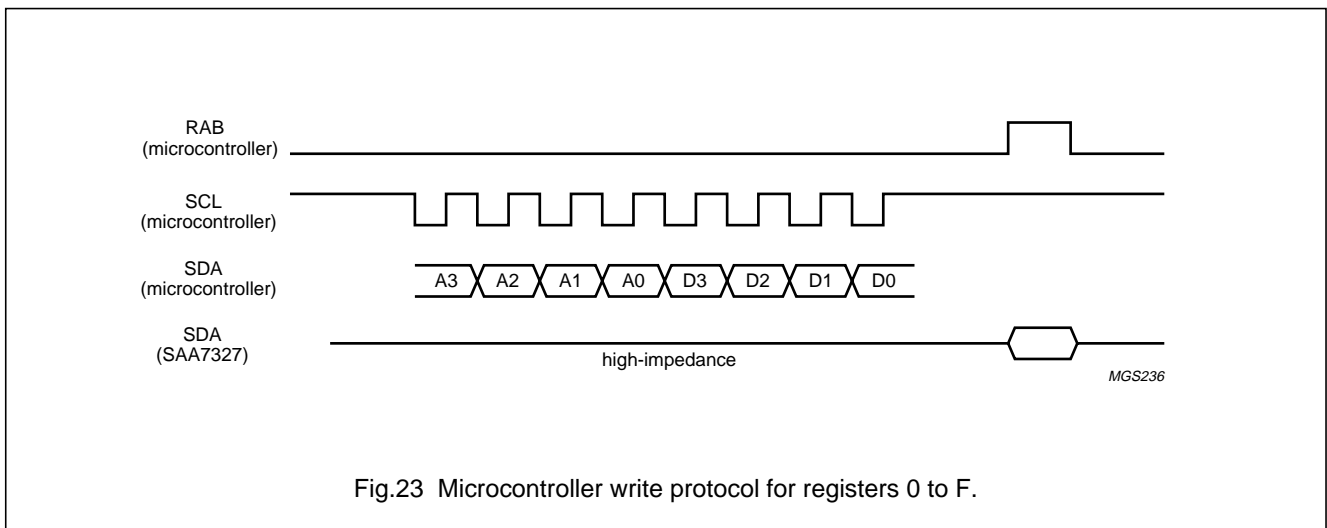 RAB
(microcontroller)
SCL
(microcontroller)
SDA
(microcontroller)
A3 A2 A1 A0 D3 D2 D1 D0
SDA
(SAA7327)
high-impedance
MGS236
Fig.23 Microcontroller write protocol for registers 0 to F.